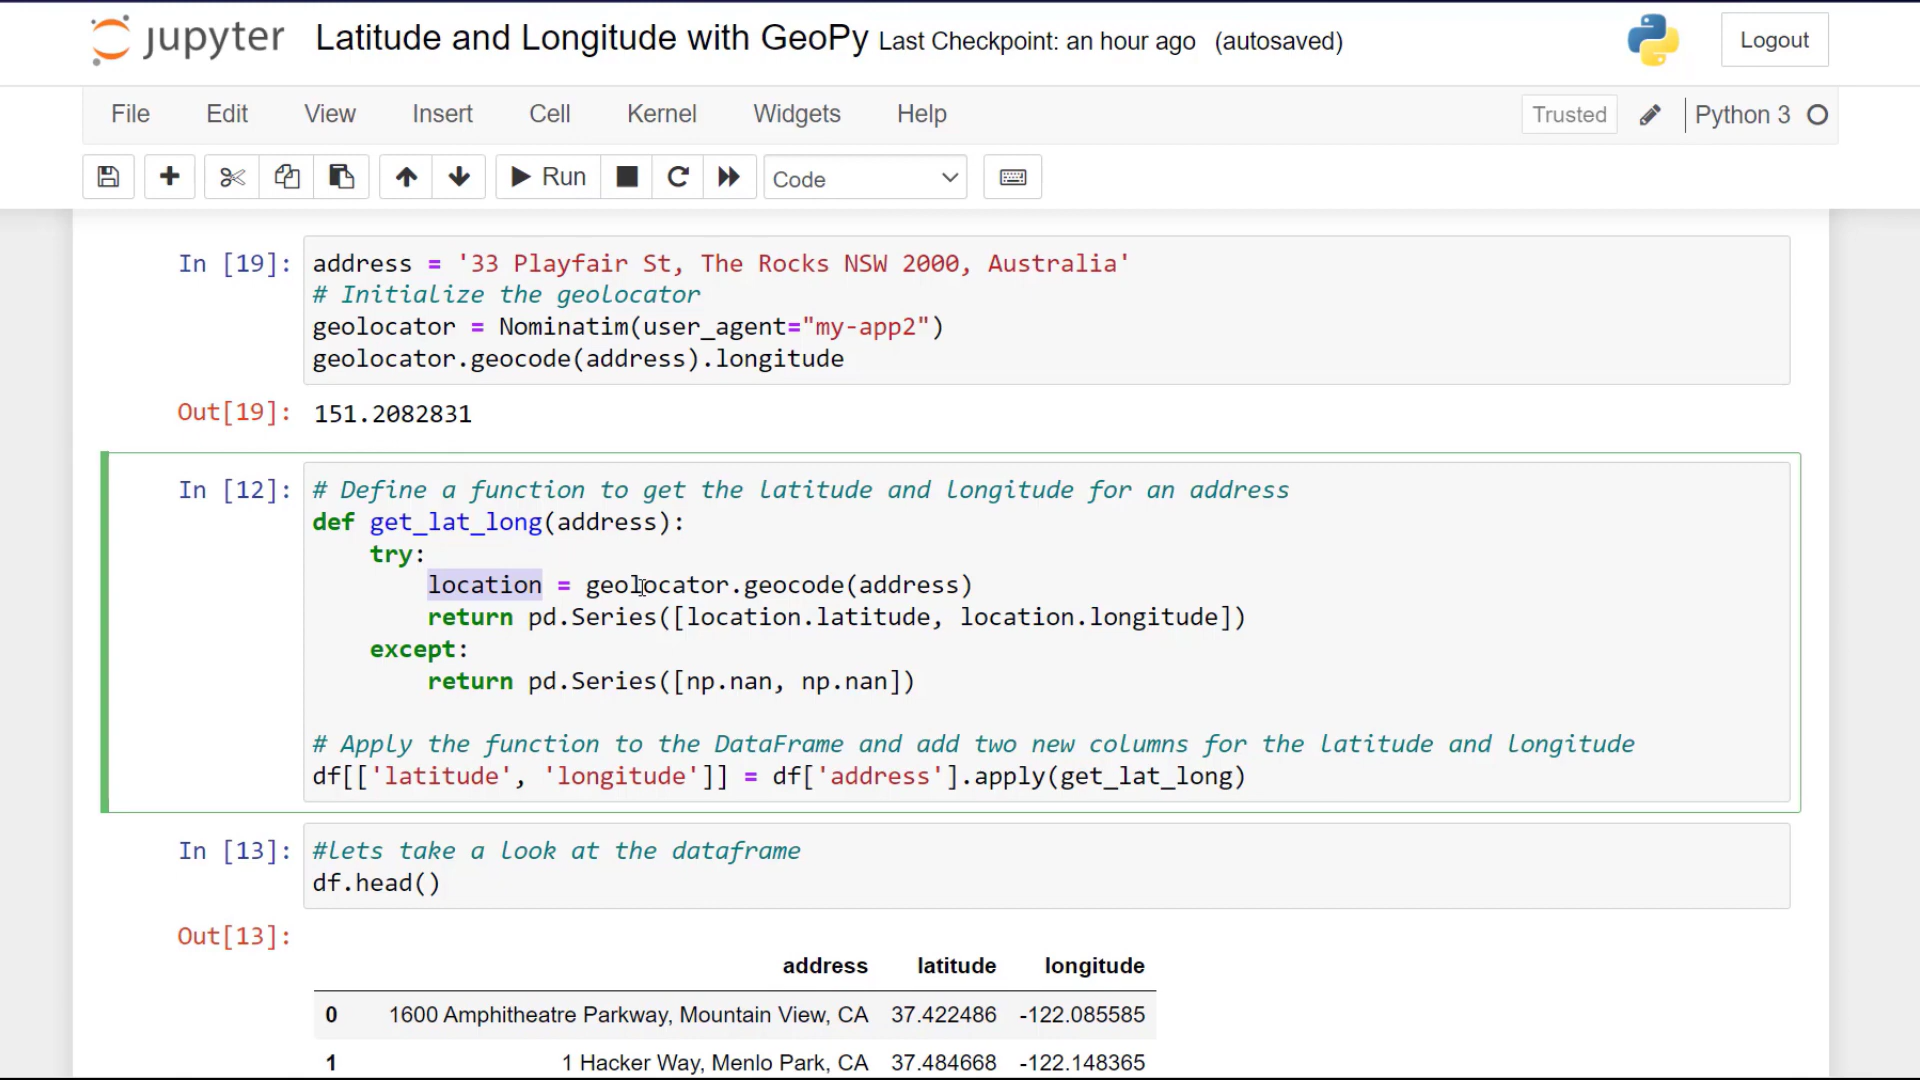 jupyter Latitude and Longitude with GeoPy Last Checkpoint: an hour ago (autosaved) Logout
File Edit View Insert Cell Kernel Widgets Help Trusted Python 3
Run Code
In [19]: address = '33 Playfair St, The Rocks NSW 2000, Australia'
# Initialize the geolocator
geolocator = Nominatim(user_agent="my-app2")
geolocator.geocode(address).longitude
Out[19]: 151.2082831
In [12]: # Define a function to get the latitude and longitude for an address
def get_lat_long(address):
    try:
        location = geolocator.geocode(address)
        return pd.Series([location.latitude, location.longitude])
    except:
        return pd.Series([np.nan, np.nan])
# Apply the function to the DataFrame and add two new columns for the latitude and longitude
df[['latitude', 'longitude']] = df['address'].apply(get_lat_long)
In [13]: #lets take a look at the dataframe
df.head()
Out[13]:
address latitude longitude
0 1600 Amphitheatre Parkway, Mountain View, CA 37.422486 -122.085585
1 1 Hacker Way, Menlo Park, CA 37.484668 -122.148365